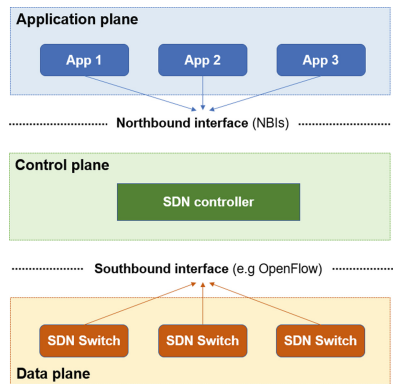 Application plane
App 1
App 2
App 3
Northbound interface (NBIs)
Control plane
SDN controller
Southbound interface (e.g OpenFlow)
SDN Switch
SDN Switch
SDN Switch
Data plane